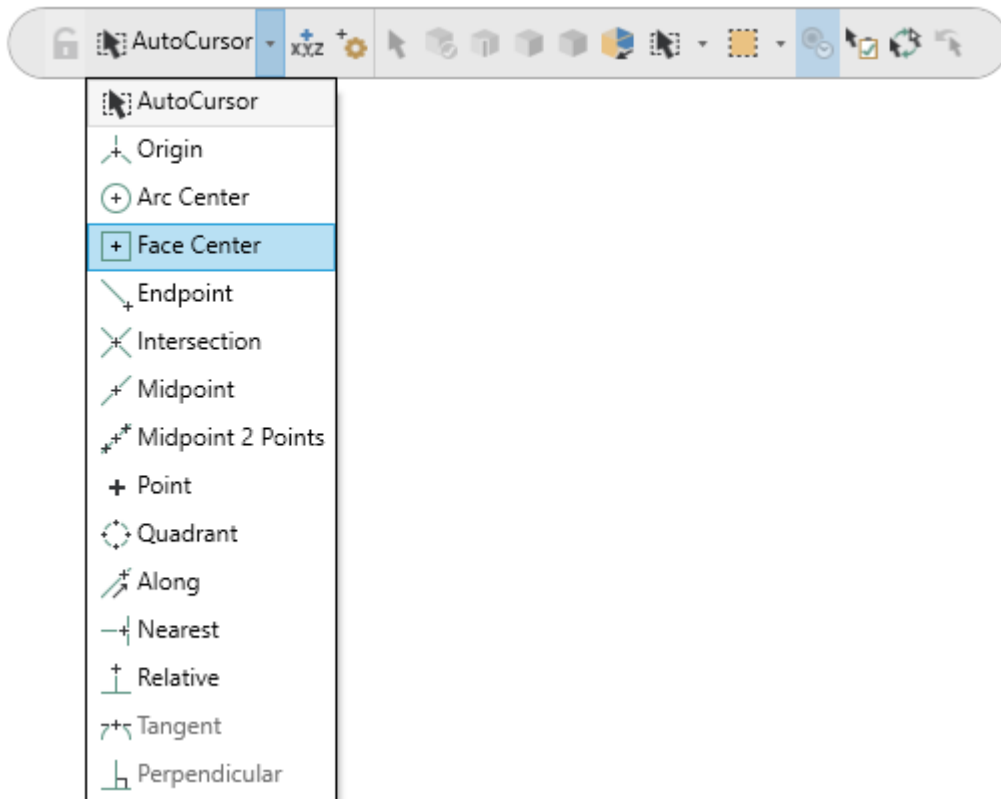 AutoCursor
XYZ
AutoCursor
Origin
Arc Center
Face Center
Endpoint
Intersection
Midpoint
Midpoint 2 Points
Point
Quadrant
Along
Nearest
Relative
Tangent
Perpendicular